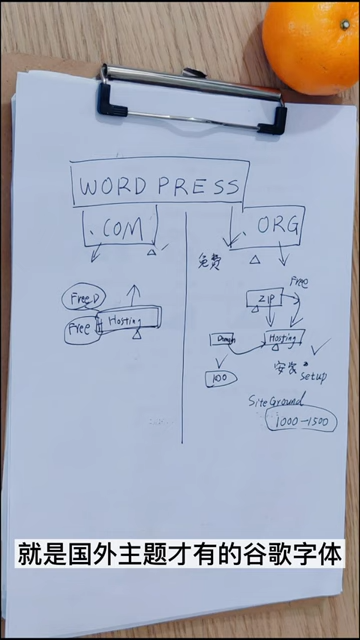 WORDPRESS
.COM
.ORG
免费
Free D
Free
Hosting
Free
ZIP
Hosting
100
安装
setup
SiteGround
1000-1500
就是国外主题才有的谷歌字体